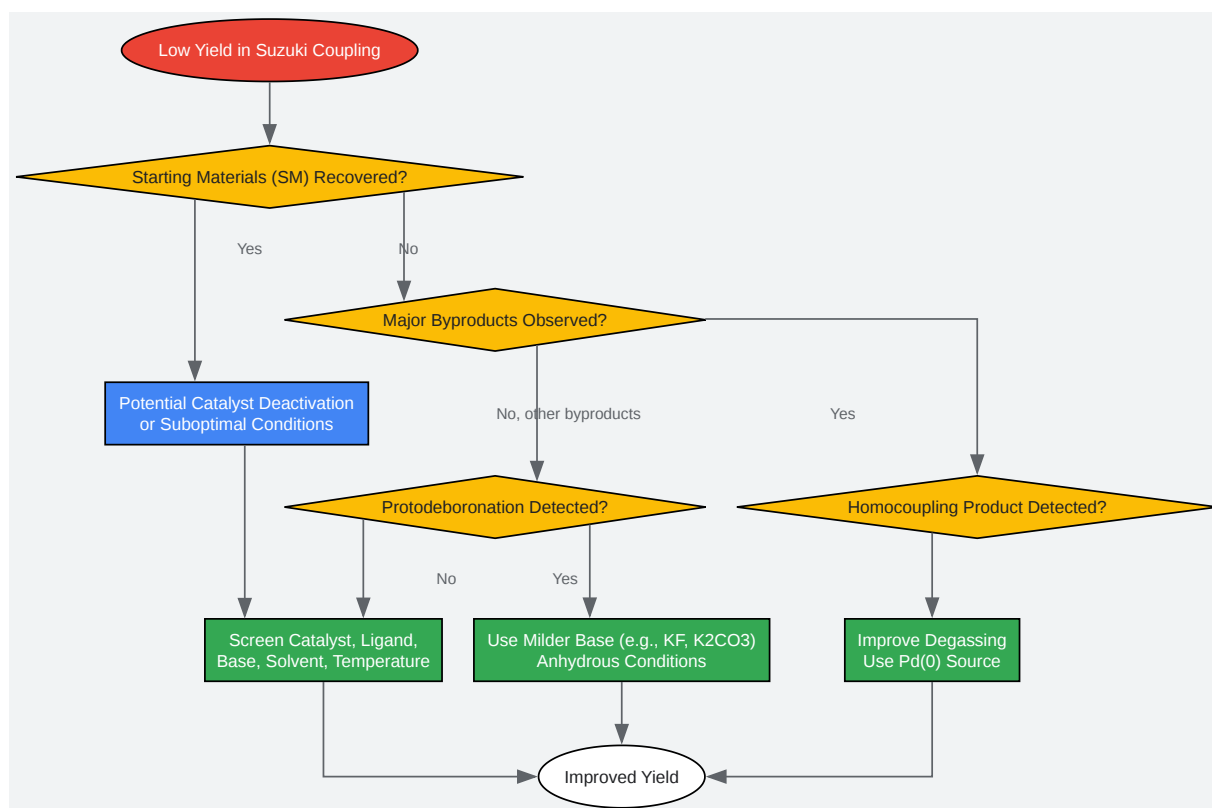 Low Yield in Suzuki Coupling
Starting Materials (SM) Recovered?
Yes
No
Major Byproducts Observed?
Potential Catalyst Deactivation
or Suboptimal Conditions
No, other byproducts
Yes
Protodeboronation Detected?
Homocoupling Product Detected?
No
Yes
Screen Catalyst, Ligand,
Base, Solvent, Temperature
Use Milder Base (e.g., KF, K2CO3)
Anhydrous Conditions
Improve Degassing
Use Pd(0) Source
Improved Yield